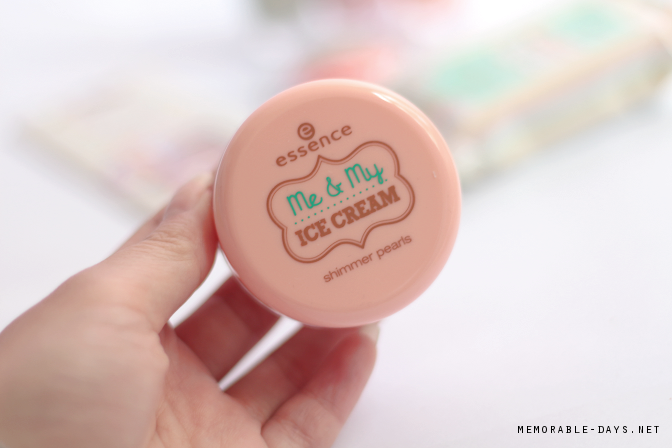 e
essence
Me & My
ICE CREAM
shimmer pearls
MEMORABLE-DAYS.NET